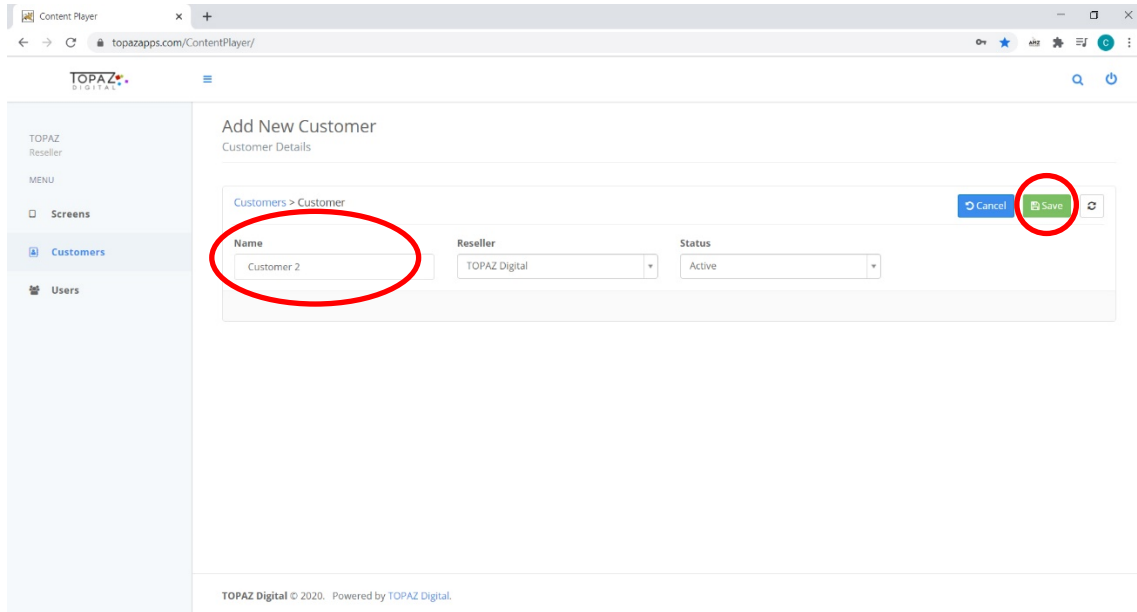 Content Player
topazapps.com/ContentPlayer/
TOPAZ
DIGITAL
TOPAZ
Reseller
MENU
Screens
Customers
Users
Add New Customer
Customer Details
Customers > Customer
Cancel
Save
Name
Reseller
Status
Customer 2
TOPAZ Digital
Active
TOPAZ Digital © 2020. Powered by TOPAZ Digital.